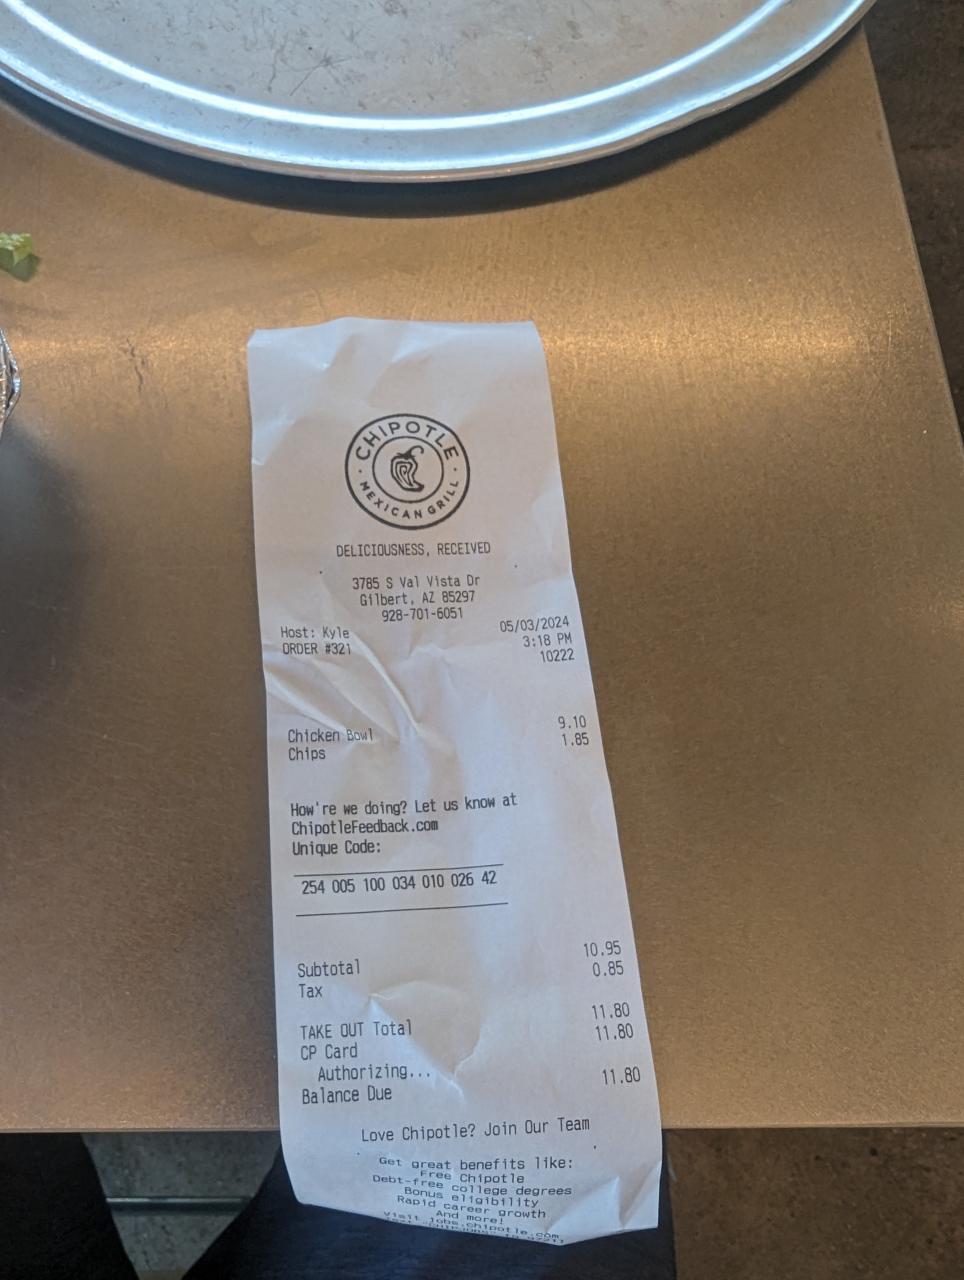 CHIPOTLE
MEXICAN GRILL
DELICIOUSNESS, RECEIVED
3785 S Val Vista Dr
Gilbert, AZ 85297
928-701-6051
Host: Kyle 05/03/2024
ORDER #321 3:18 PM
10222
Chicken Bowl 9.10
Chips 1.85
How're we doing? Let us know at
ChipotleFeedback.com
Unique Code:
254 005 100 034 010 026 42
Subtotal 10.95
Tax 0.85
TAKE OUT Total 11.80
CP Card 11.80
Authorizing...
Balance Due 11.80
Love Chipotle? Join Our Team
Get great benefits like:
Free Chipotle
Debt-free college degrees
Bonus eligibility
Rapid career growth
And more!
Visit jobs.chipotle.com